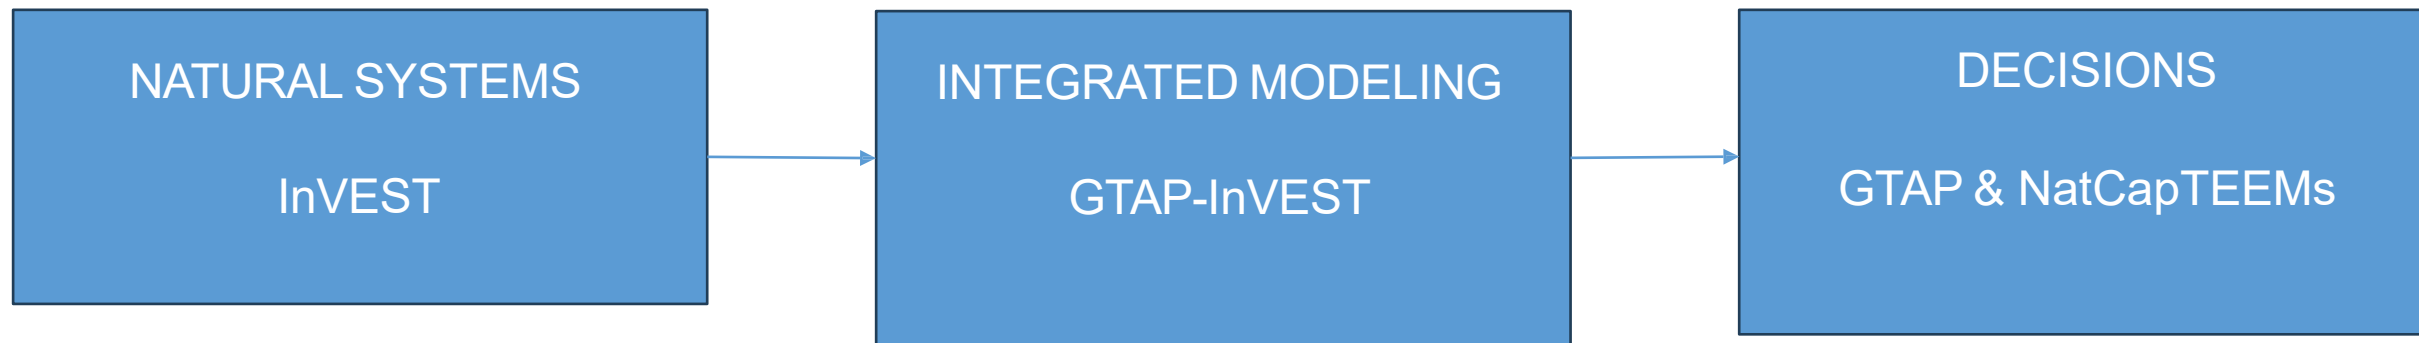 NATURAL SYSTEMS
InVEST
INTEGRATED MODELING
GTAP-InVEST
DECISIONS
GTAP & NatCapTEEMs